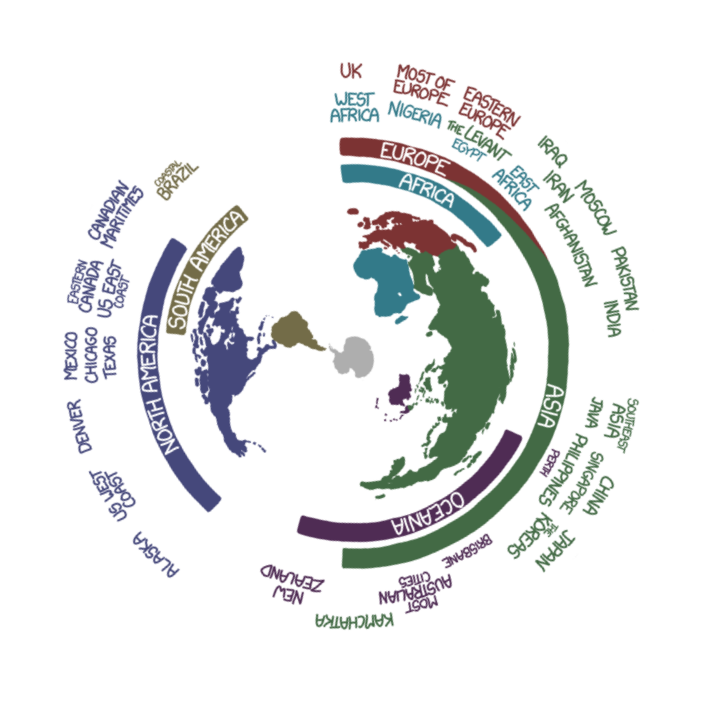 UK
MOST OF
EUROPE
EASTERN
EUROPE
WEST
AFRICA
NIGERIA
THE LEVANT
EGYPT
EAST
AFRICA
IRAQ
IRAN
AFGHANISTAN
MOSCOW
PAKISTAN
INDIA
SOUTHEAST
ASIA
JAVA
PERTH
PHILIPPINES
SINGAPORE
CHINA
THE
KOREAS
JAPAN
BRISBANE
MOST
AUSTRALIAN
CITIES
KAMCHATKA
NEW
ZEALAND
ALASKA
US WEST
COAST
DENVER
MEXICO
CHICAGO
TEXAS
EASTERN
CANADA
US EAST
COAST
CANADIAN
MARITIMES
COASTAL
BRAZIL
EUROPE
AFRICA
ASIA
OCEANIA
NORTH AMERICA
SOUTH AMERICA